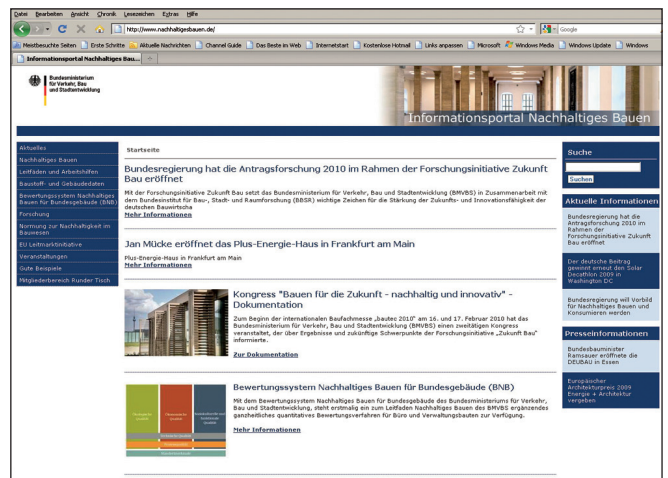 Datei Bearbeiten Ansicht Chronik Lesezeichen Extras Hilfe
http://www.nachhaltigesbauen.de/
Google
Meistbesuchte Seiten Erste Schritte Aktuelle Nachrichten Channel Guide Das Beste im Web Internetstart Kostenlose Hotmail Links anpassen Microsoft Windows Media Windows Update Windows
Informationsportal Nachhaltiges Bau...
Bundesministerium
für Verkehr, Bau
und Stadtentwicklung
Informationsportal Nachhaltiges Bauen
Aktuelles
Nachhaltiges Bauen
Leitfäden und Arbeitshilfen
Baustoff- und Gebäudedaten
Bewertungssystem Nachhaltiges
Bauen für Bundesgebäude (BNB)
Forschung
Normung zur Nachhaltigkeit im
Bauwesen
EU Leitmarktinitiative
Veranstaltungen
Gute Beispiele
Mitgliederbereich Runder Tisch
Startseite
Bundesregierung hat die Antragsforschung 2010 im Rahmen der Forschungsinitiative Zukunft
Bau eröffnet
Mit der Forschungsinitiative Zukunft Bau setzt das Bundesministerium für Verkehr, Bau und Stadtentwicklung (BMVBS) in Zusammenarbeit mit
dem Bundesinstitut für Bau-, Stadt- und Raumforschung (BBSR) wichtige Zeichen für die Stärkung der Zukunfts- und Innovationsfähigkeit der
deutschen Bauwirtscha
Mehr Informationen
Jan Mücke eröffnet das Plus-Energie-Haus in Frankfurt am Main
Plus-Energie-Haus in Frankfurt am Main
Mehr Informationen
Kongress "Bauen für die Zukunft - nachhaltig und innovativ" -
Dokumentation
Zum Beginn der internationalen Baufachmesse „bautec 2010“ am 16. und 17. Februar 2010 hat das
Bundesministerium für Verkehr, Bau und Stadtentwicklung (BMVBS) einen zweitätigen Kongress
veranstaltet, der über Ergebnisse und zukünftige Schwerpunkte der Forschungsinitiative „Zukunft Bau“
informierte.
Zur Dokumentation
Bewertungssystem Nachhaltiges Bauen für Bundesgebäude (BNB)
Mit dem Bewertungssystem Nachhaltiges Bauen für Bundesgebäude des Bundesministeriums für Verkehr,
Bau und Stadtentwicklung, steht erstmalig ein zum Leitfaden Nachhaltiges Bauen des BMVBS ergänzendes
ganzheitliches quantitatives Bewertungsverfahren für Büro und Verwaltungsbauten zur Verfügung.
Mehr Informationen
Suche
Suchen
Aktuelle Informationen
Bundesregierung hat die
Antragsforschung 2010 im
Rahmen der
Forschungsinitiative Zukunft
Bau eröffnet
Der deutsche Beitrag
gewinnt erneut den Solar
Decathlon 2009 in
Washington DC
Bundesregierung will Vorbild
für Nachhaltiges Bauen und
Konsumieren werden
Presseinformationen
Bundesbauminister
Ramsauer eröffnete die
DEUBAU in Essen
Europäischer
Architekturpreis 2009
Energie + Architektur
vergeben